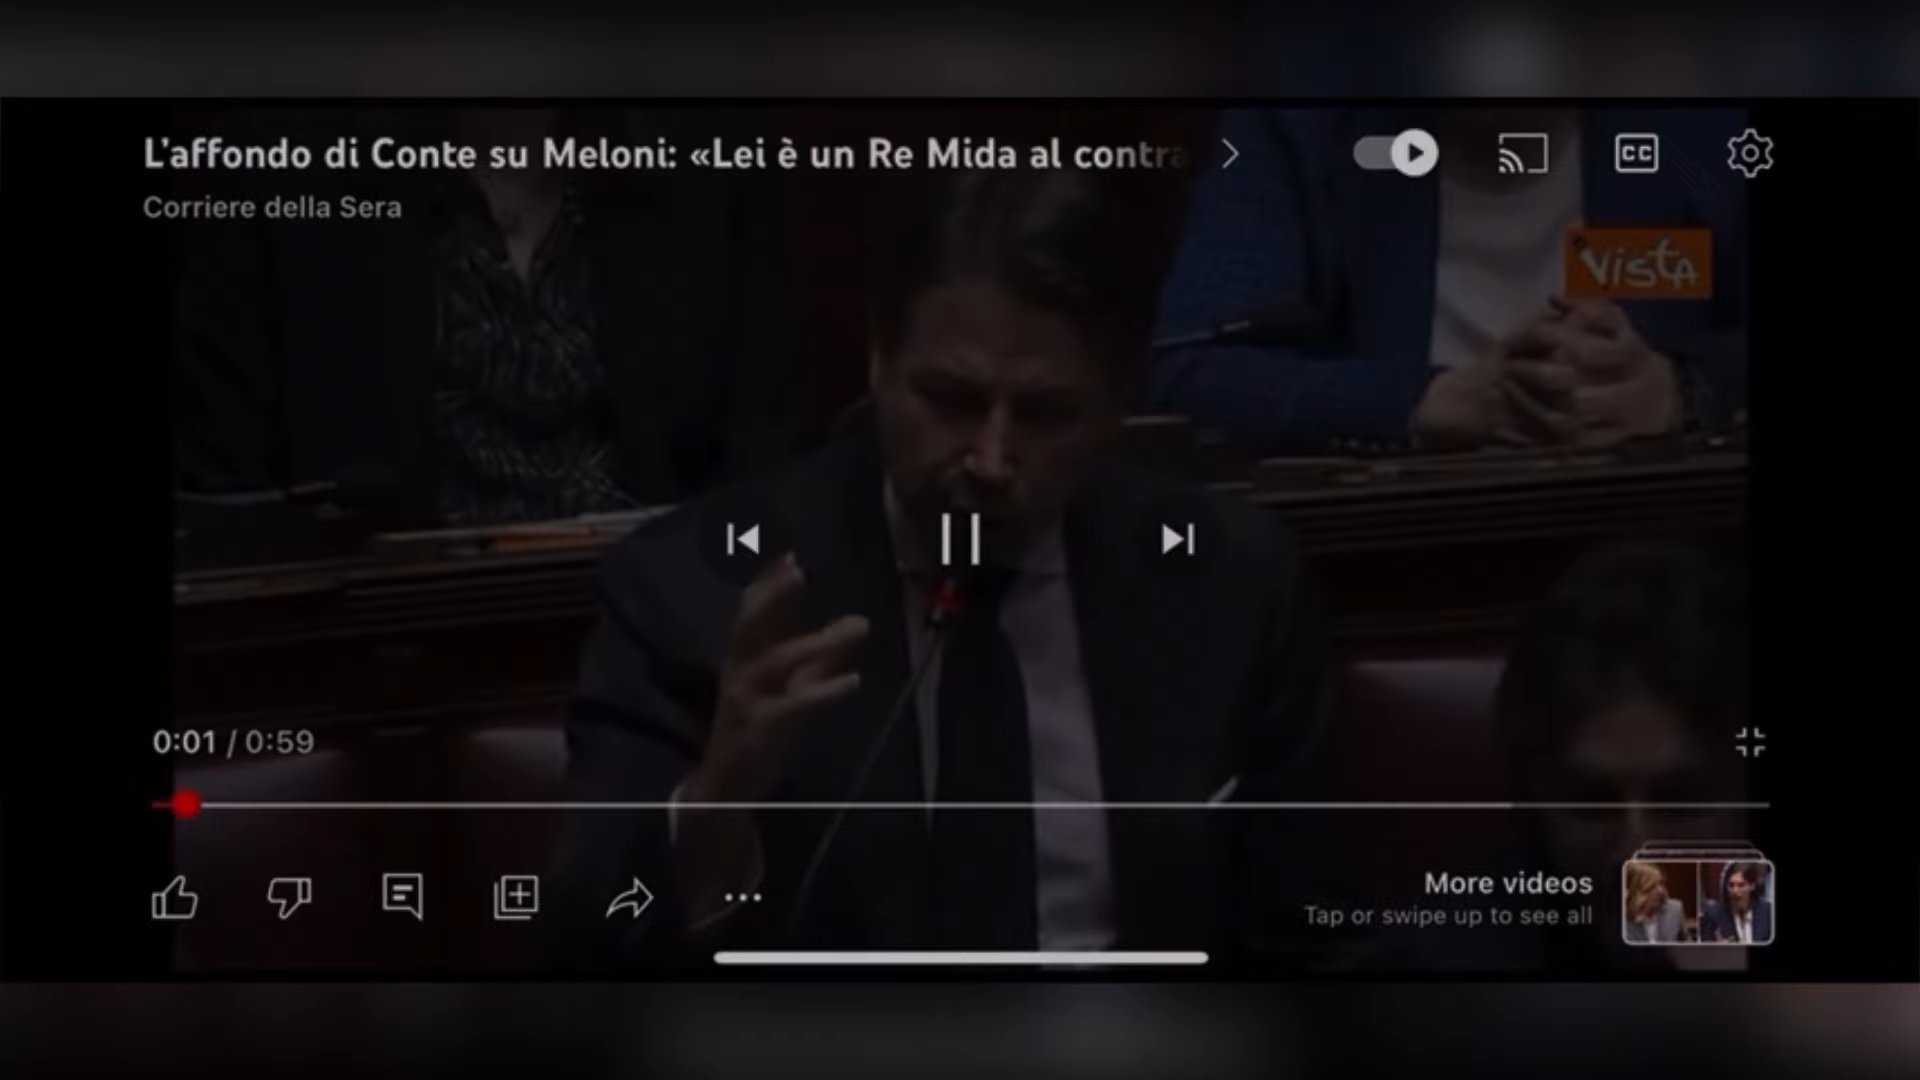 L'affondo di Conte su Meloni: «Lei è un Re Mida al contra
Corriere della Sera
CC
VISTA
0:01 / 0:59
More videos
Tap or swipe up to see all